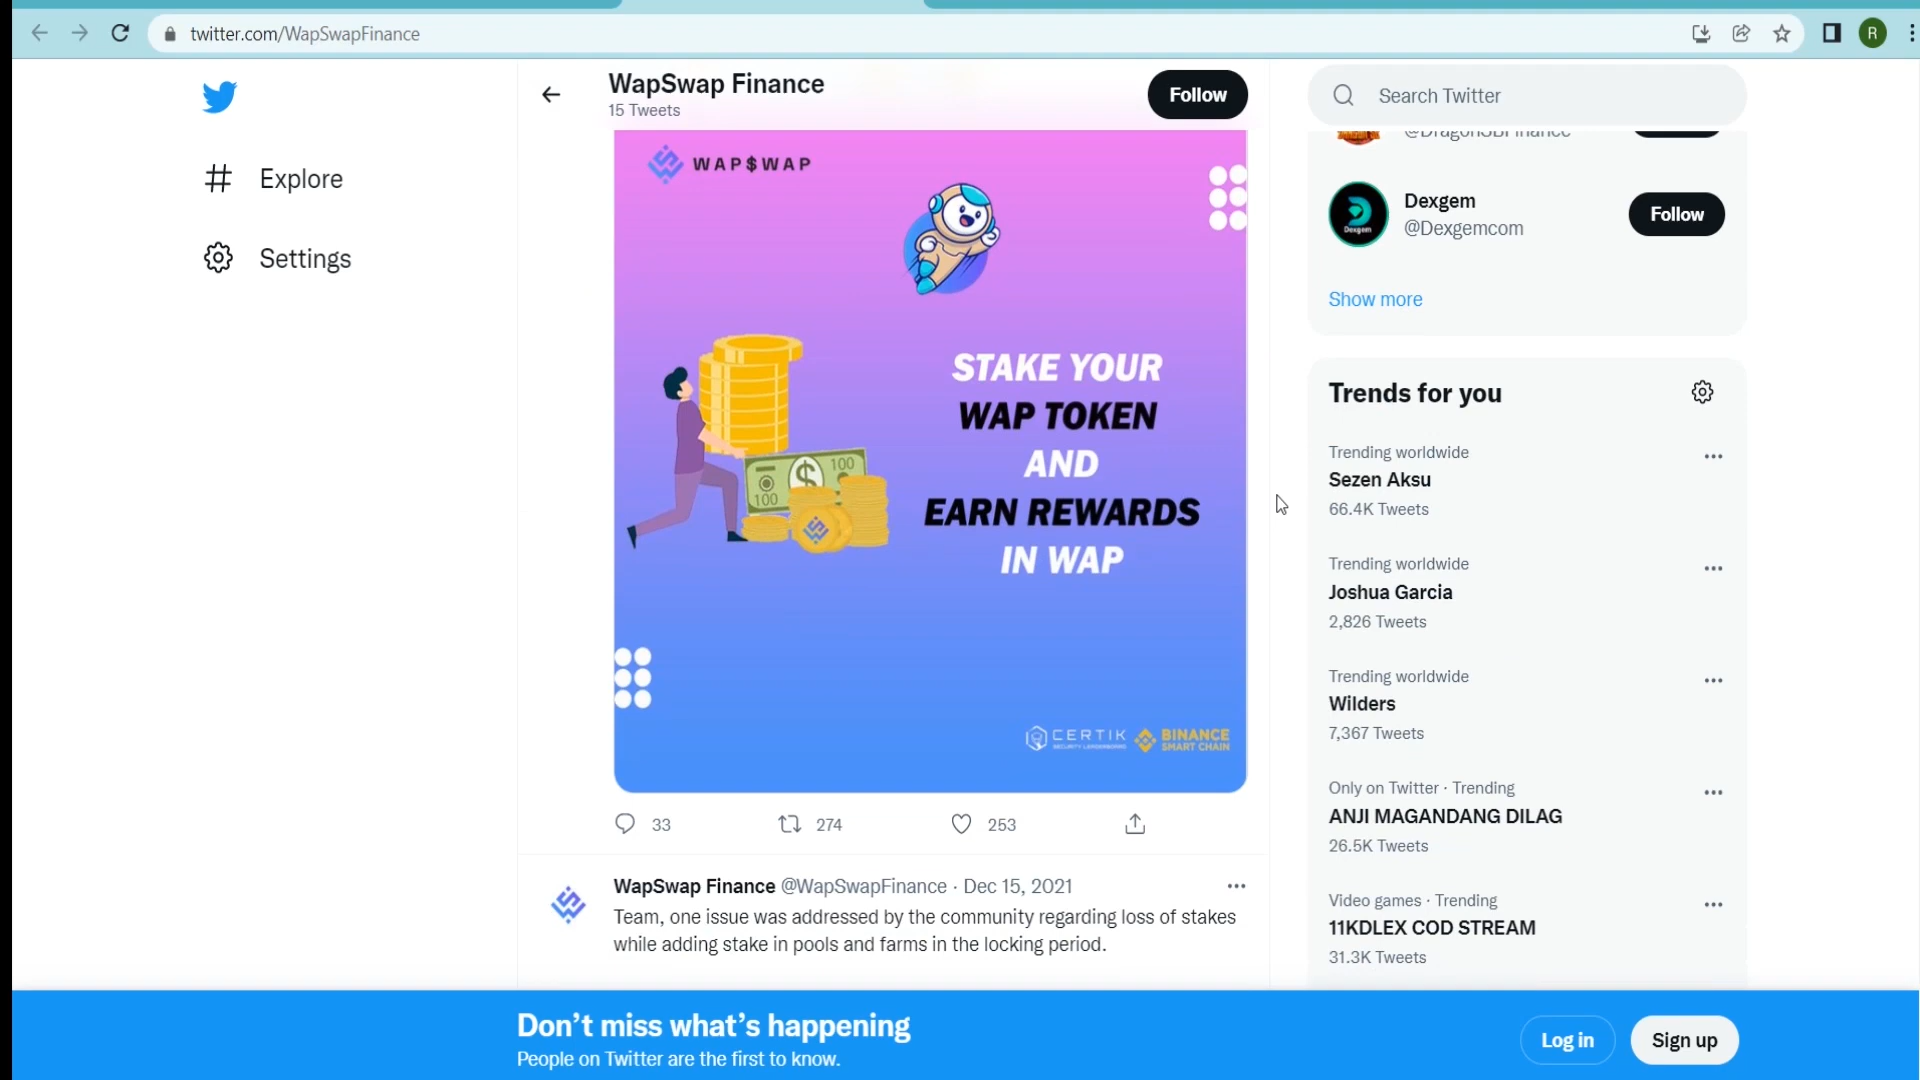 twitter.com/WapSwapFinance
R
WapSwap Finance
15 Tweets
Follow
Search Twitter
Explore
Settings
WAP$WAP
STAKE YOUR
WAP TOKEN
AND
EARN REWARDS
IN WAP
100
$
100
CERTIK
SECURITY LEADERBOARD
BINANCE
SMART CHAIN
33
274
253
WapSwap Finance @WapSwapFinance · Dec 15, 2021
Team, one issue was addressed by the community regarding loss of stakes
while adding stake in pools and farms in the locking period.
@DragonSBFinance
Dexgem
Dexgem
@Dexgemcom
Follow
Show more
Trends for you
Trending worldwide
Sezen Aksu
66.4K Tweets
Trending worldwide
Joshua Garcia
2,826 Tweets
Trending worldwide
Wilders
7,367 Tweets
Only on Twitter · Trending
ANJI MAGANDANG DILAG
26.5K Tweets
Video games · Trending
11KDLEX COD STREAM
31.3K Tweets
Don't miss what's happening
People on Twitter are the first to know.
Log in
Sign up